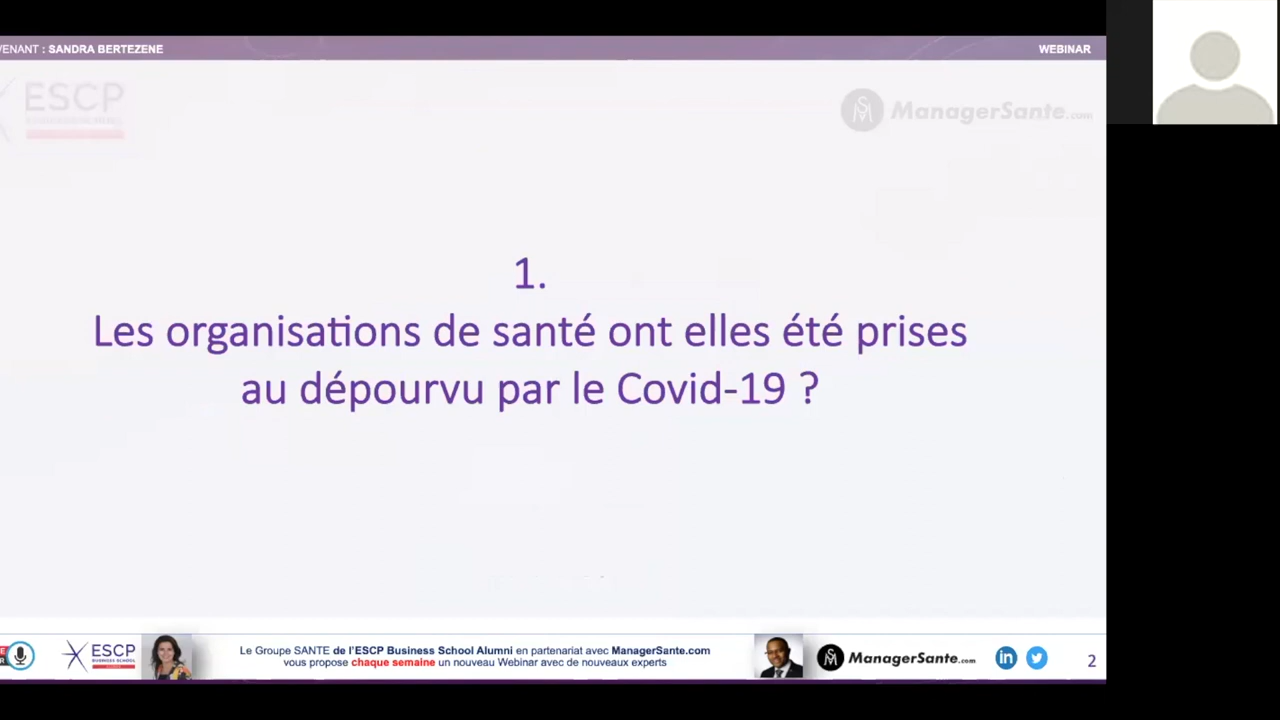 VENANT : SANDRA BERTEZENE
WEBINAR
ESCP
ManagerSante.com
1.
Les organisations de santé ont elles été prises
au dépourvu par le Covid-19 ?
ESCP
BUSINESS SCHOOL
Le Groupe SANTE de l'ESCP Business School Alumni en partenariat avec ManagerSante.com
vous propose chaque semaine un nouveau Webinar avec de nouveaux experts
ManagerSante.com
in
2